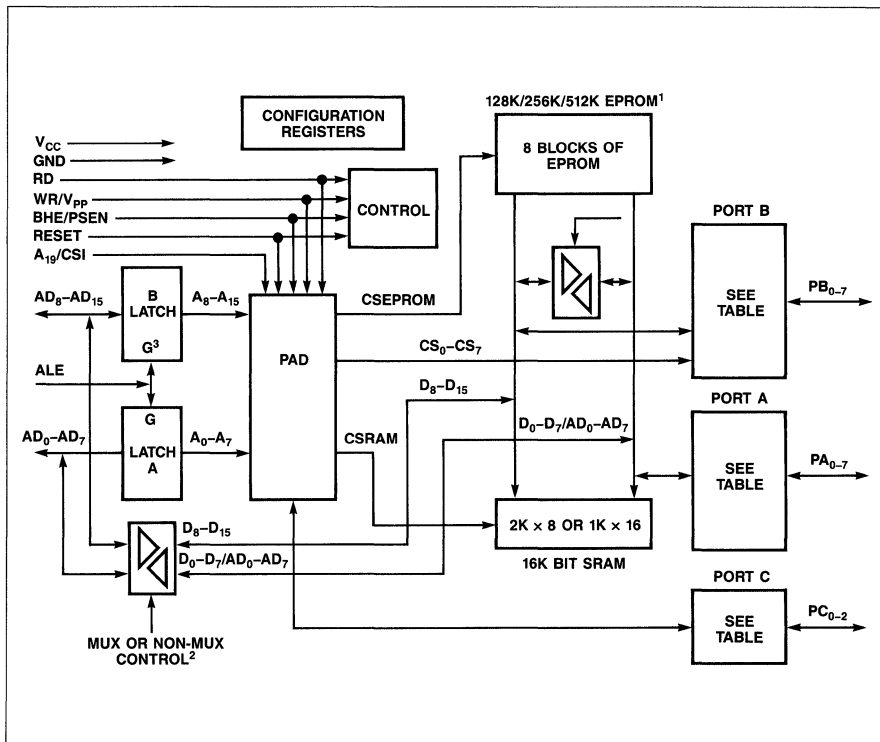 128K/256K/512K EPROM¹
CONFIGURATION
REGISTERS
8 BLOCKS OF
EPROM
V_CC
GND
RD
WR/V_PP
BHE/PSEN
RESET
A₁₉/CSI
CONTROL
PORT B
SEE
TABLE
PB₀₋₇
AD₈–AD₁₅
B
LATCH
G³
A₈–A₁₅
CSEPROM
PAD
CS₀–CS₇
ALE
D₈–D₁₅
PORT A
SEE
TABLE
PA₀₋₇
AD₀–AD₇
G
LATCH
A
A₀–A₇
CSRAM
D₀–D₇/AD₀–AD₇
2K × 8 OR 1K × 16
16K BIT SRAM
D₈–D₁₅
D₀–D₇/AD₀–AD₇
MUX OR NON-MUX
CONTROL²
PORT C
SEE
TABLE
PC₀₋₂